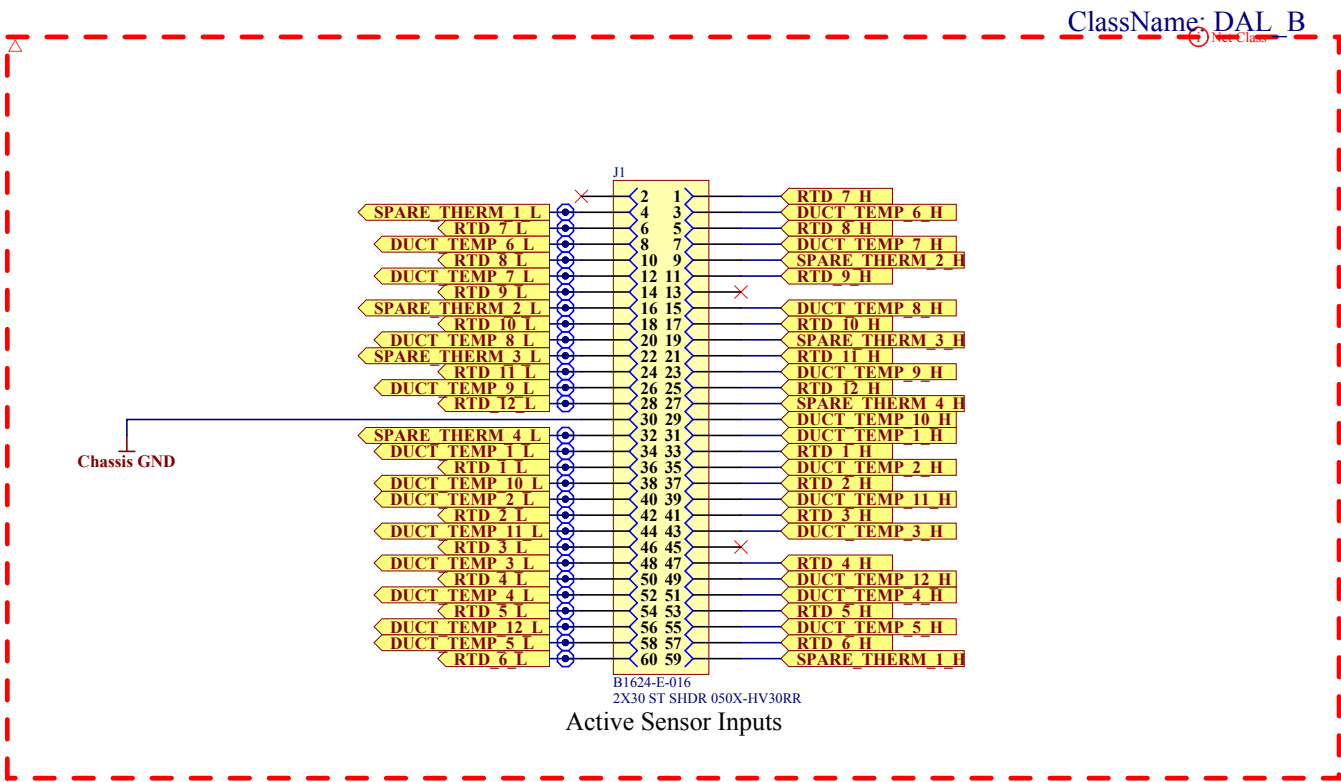 ClassName: DAL_B
i Net Class
J1
2 1 RTD_7_H
SPARE_THERM_1_L 4 3 DUCT_TEMP_6_H
RTD_7_L 6 5 RTD_8_H
DUCT_TEMP_6_L 8 7 DUCT_TEMP_7_H
RTD_8_L 10 9 SPARE_THERM_2_H
DUCT_TEMP_7_L 12 11 RTD_9_H
RTD_9_L 14 13
SPARE_THERM_2_L 16 15 DUCT_TEMP_8_H
RTD_10_L 18 17 RTD_10_H
DUCT_TEMP_8_L 20 19 SPARE_THERM_3_H
SPARE_THERM_3_L 22 21 RTD_11_H
RTD_11_L 24 23 DUCT_TEMP_9_H
DUCT_TEMP_9_L 26 25 RTD_12_H
RTD_12_L 28 27 SPARE_THERM_4_H
30 29 DUCT_TEMP_10_H
SPARE_THERM_4_L 32 31 DUCT_TEMP_1_H
DUCT_TEMP_1_L 34 33 RTD_1_H
Chassis GND
RTD_1_L 36 35 DUCT_TEMP_2_H
DUCT_TEMP_10_L 38 37 RTD_2_H
DUCT_TEMP_2_L 40 39 DUCT_TEMP_11_H
RTD_2_L 42 41 RTD_3_H
DUCT_TEMP_11_L 44 43 DUCT_TEMP_3_H
RTD_3_L 46 45
DUCT_TEMP_3_L 48 47 RTD_4_H
RTD_4_L 50 49 DUCT_TEMP_12_H
DUCT_TEMP_4_L 52 51 DUCT_TEMP_4_H
RTD_5_L 54 53 RTD_5_H
DUCT_TEMP_12_L 56 55 DUCT_TEMP_5_H
DUCT_TEMP_5_L 58 57 RTD_6_H
RTD_6_L 60 59 SPARE_THERM_1_H
B1624-E-016
2X30 ST SHDR 050X-HV30RR
Active Sensor Inputs